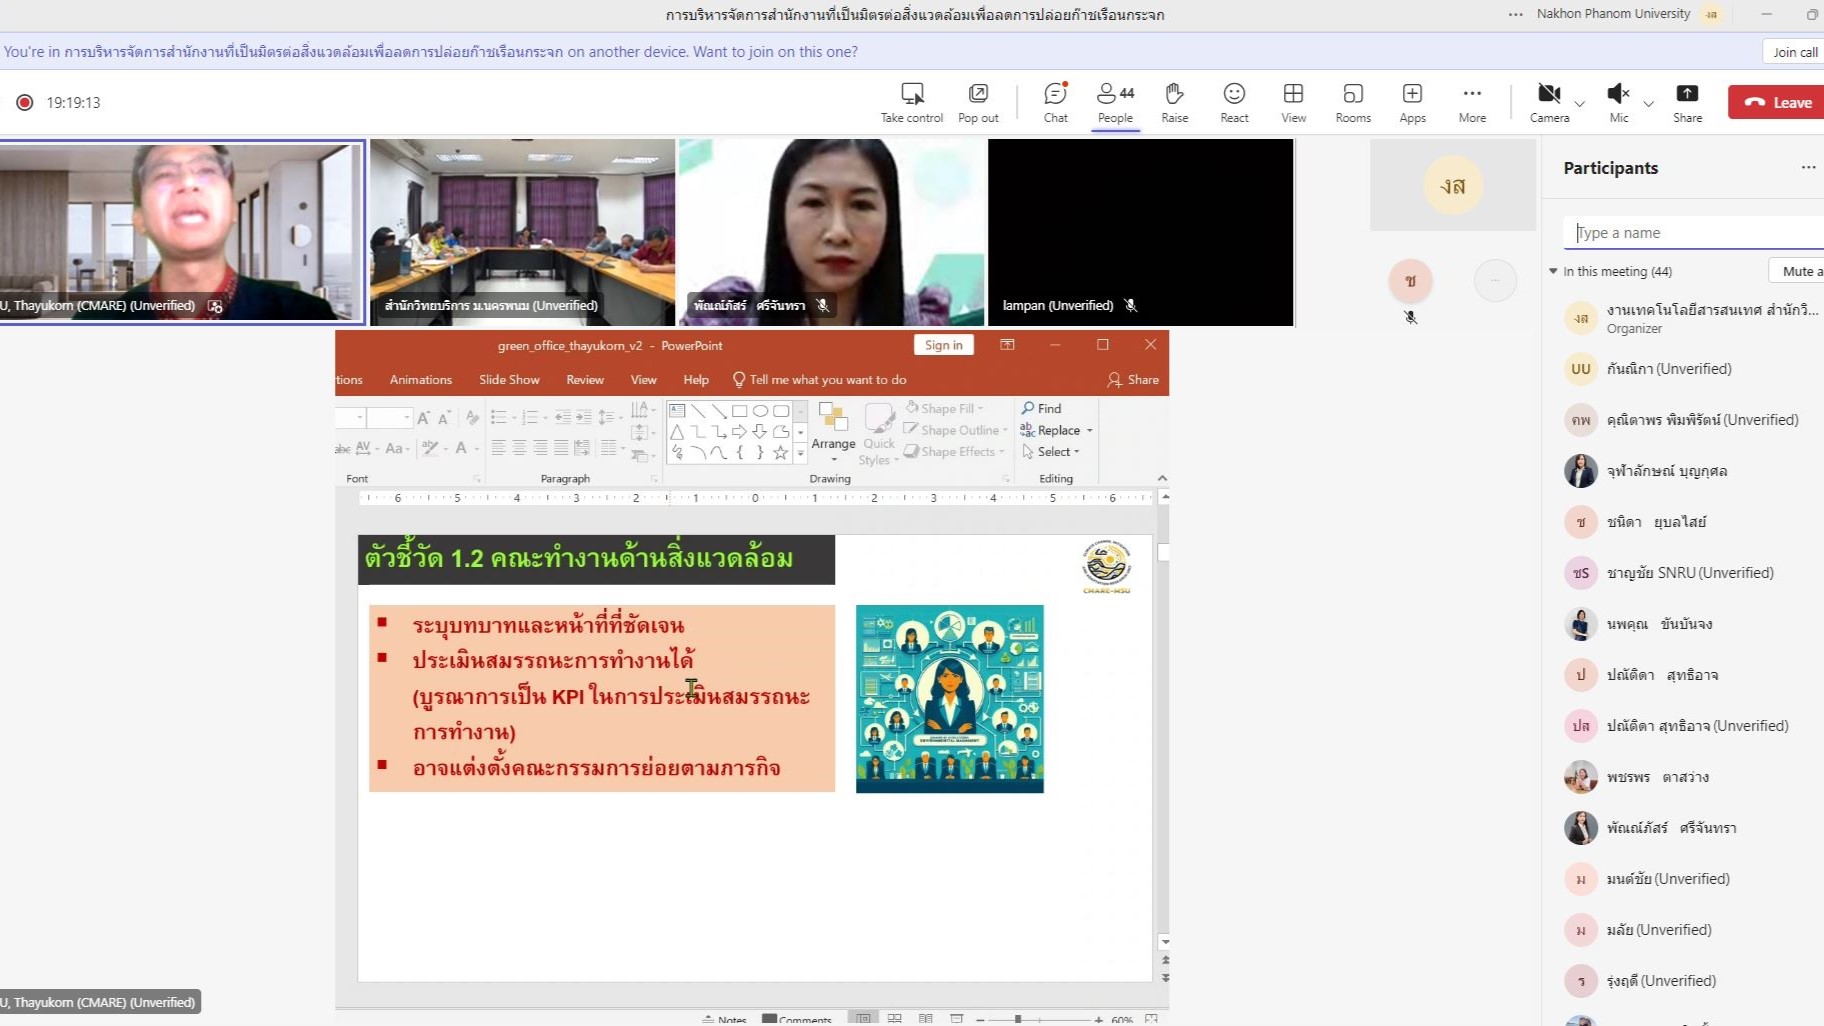 การบริหารจัดการสำนักงานที่เป็นมิตรต่อสิ่งแวดล้อมเพื่อลดการปล่อยก๊าซเรือนกระจก
Nakhon Phanom University
งส
You're in การบริหารจัดการสำนักงานที่เป็นมิตรต่อสิ่งแวดล้อมเพื่อลดการปล่อยก๊าซเรือนกระจก on another device. Want to join on this one?
Join call
19:19:13
Take control
Pop out
Chat
44
People
Raise
React
View
Rooms
Apps
More
Camera
Mic
Share
Leave
U, Thayukorn (CMARE) (Unverified)
สำนักวิทยบริการ ม.นครพนม (Unverified)
พัณณ์ภัสร์ ศรีจันทรา
lampan (Unverified)
งส
ช
Participants
Type a name
In this meeting (44)
Mute a
งส
งานเทคโนโลยีสารสนเทศ สำนักวิ...
Organizer
UU
กันณิกา (Unverified)
คพ
คุณิดาพร พิมพิรัตน์ (Unverified)
จุฬาลักษณ์ บุญกุศล
ช
ชนิดา ยุบลไสย์
ชS
ชาญชัย SNRU (Unverified)
นพคุณ ขันบันจง
ป
ปณัติดา สุทธิอาจ
ปส
ปณัติดา สุทธิอาจ (Unverified)
พชรพร ตาสว่าง
พัณณ์ภัสร์ ศรีจันทรา
ม
มนต์ชัย (Unverified)
ม
มลัย (Unverified)
ร
รุ่งฤดี (Unverified)
green_office_thayukorn_v2 - PowerPoint
Sign in
tions
Animations
Slide Show
Review
View
Help
Tell me what you want to do
Share
Shape Fill
Shape Outline
Shape Effects
Arrange
Quick
Styles
Find
Replace
Select
Font
Paragraph
Drawing
Editing
6 5 4 3 2 1 0 1 2 3 4 5 6
ตัวชี้วัด 1.2 คณะทำงานด้านสิ่งแวดล้อม
CMARE-MSU
ระบุบทบาทและหน้าที่ที่ชัดเจน
ประเมินสมรรถนะการทำงานได้
(บูรณาการเป็น KPI ในการประเมินสมรรถนะ
การทำงาน)
อาจแต่งตั้งคณะกรรมการย่อยตามภารกิจ
U, Thayukorn (CMARE) (Unverified)
Notes
Comments
60%